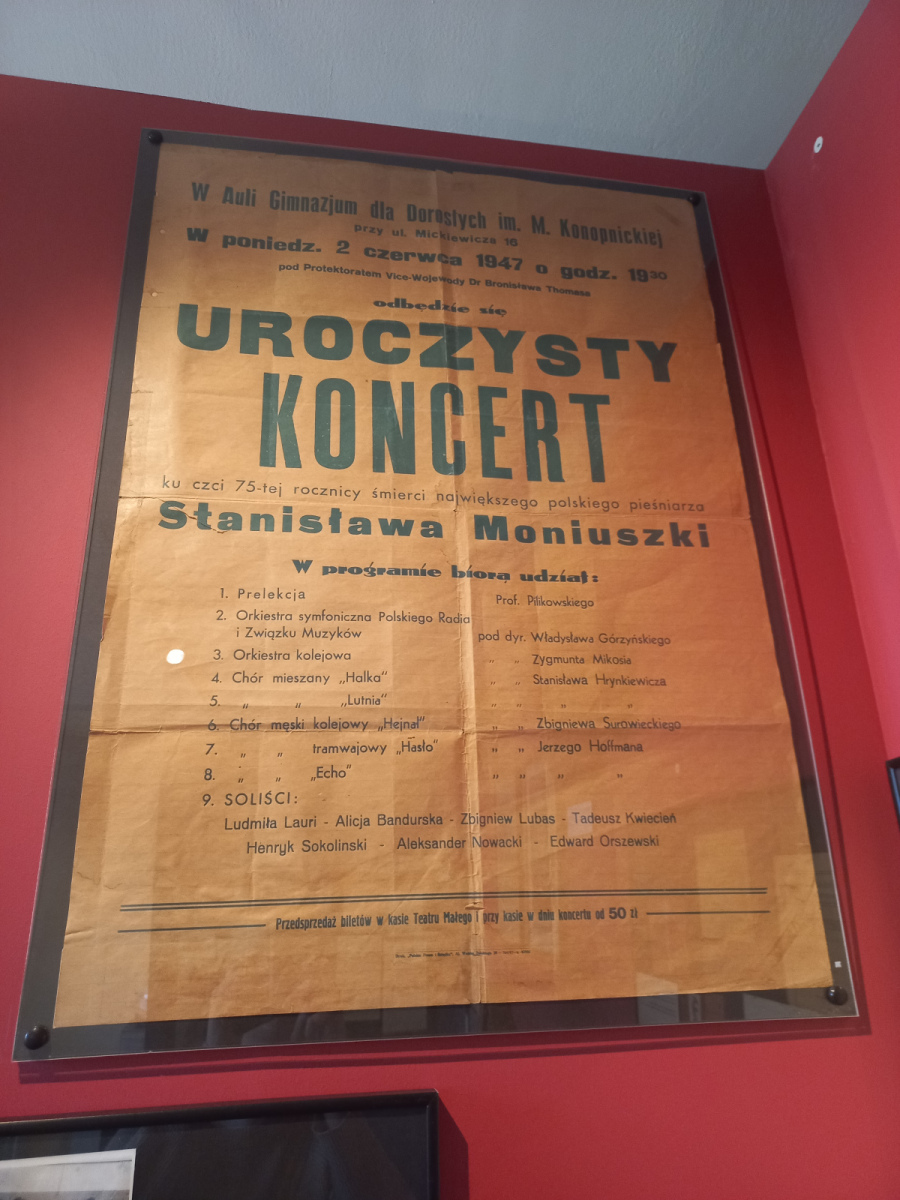 W Auli Gimnazjum dla Dorosłych im. M. Konopnickiej
przy ul. Mickiewicza 16
W poniedz. 2 czerwca 1947 o godz. 19³⁰
pod Protektoratem Vice-Wojewody Dr Bronisława Thomasa
odbędzie się
UROCZYSTY
KONCERT
ku czci 75-tej rocznicy śmierci największego polskiego pieśniarza
Stanisława Moniuszki
W programie biorą udział:
1. Prelekcja Prof. Pilikowskiego
2. Orkiestra symfoniczna Polskiego Radia
i Związku Muzyków pod dyr. Władysława Górzyńskiego
3. Orkiestra kolejowa „ „ Zygmunta Mikosia
4. Chór mieszany „Halka" „ „ Stanisława Hrynkiewicza
5. „ „ „Lutnia" „ „ „ „
6. Chór męski kolejowy „Hejnał" „ „ Zbigniewa Surowieckiego
7. „ „ tramwajowy „Hasło" „ „ Jerzego Hoffmana
8. „ „ „Echo" „ „ „ „
9. SOLIŚCI:
Ludmiła Lauri - Alicja Bandurska - Zbigniew Lubas - Tadeusz Kwiecień
Henryk Sokolinski - Aleksander Nowacki - Edward Orszewski
Przedsprzedaż biletów w kasie Teatru Małego i przy kasie w dniu koncertu od 50 zł